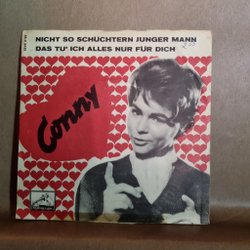 NICHT SO SCHÜCHTERN JUNGER MANN
DAS TU' ICH ALLES NUR FÜR DICH
Conny